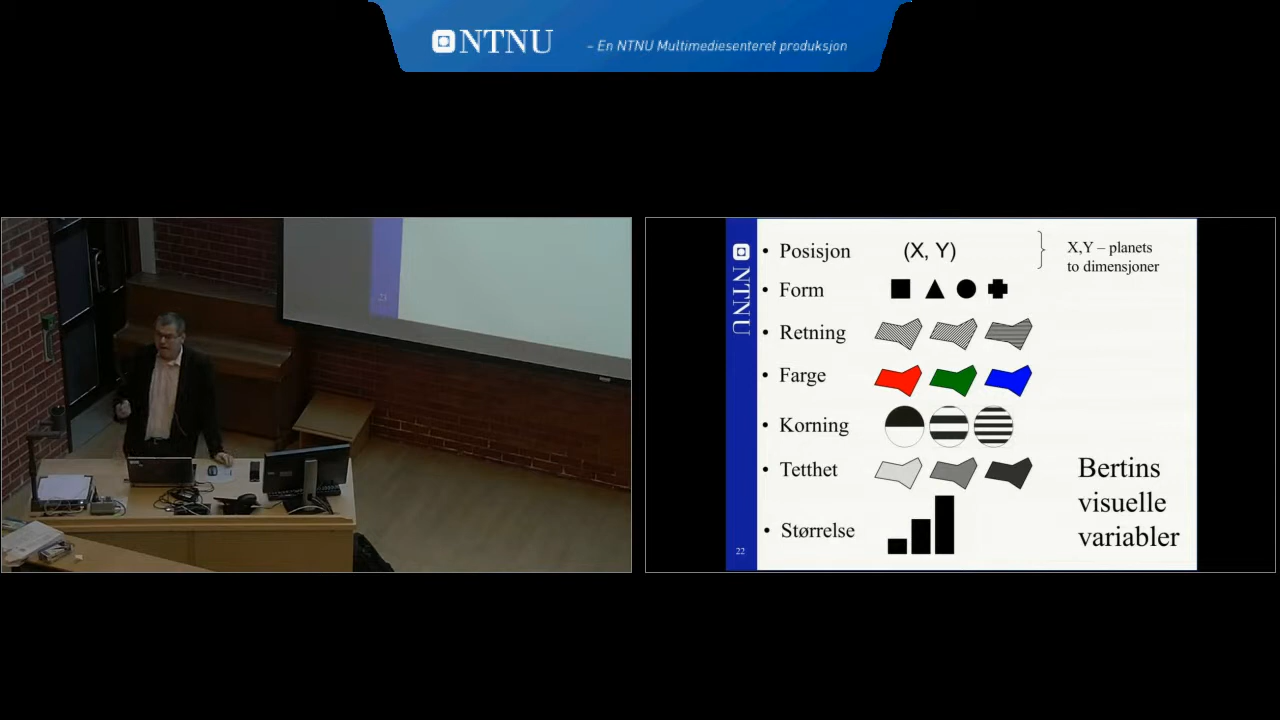 NTNU
– En NTNU Multimediesenteret produksjon
21
NTNU
• Posisjon (X, Y)
X,Y – planets
to dimensjoner
• Form
• Retning
• Farge
• Korning
• Tetthet
• Størrelse
Bertins
visuelle
variabler
22